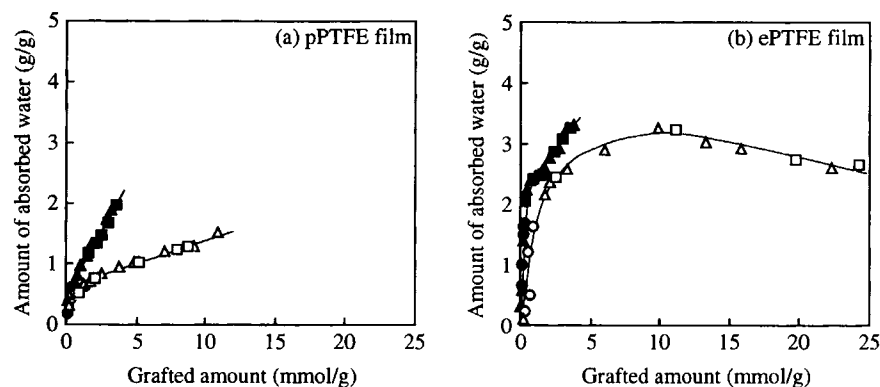 (a) pPTFE film
Amount of absorbed water (g/g)
5
4
3
2
1
0
0 5 10 15 20 25
Grafted amount (mmol/g)
(b) ePTFE film
Amount of absorbed water (g/g)
5
4
3
2
1
0
0 5 10 15 20 25
Grafted amount (mmol/g)